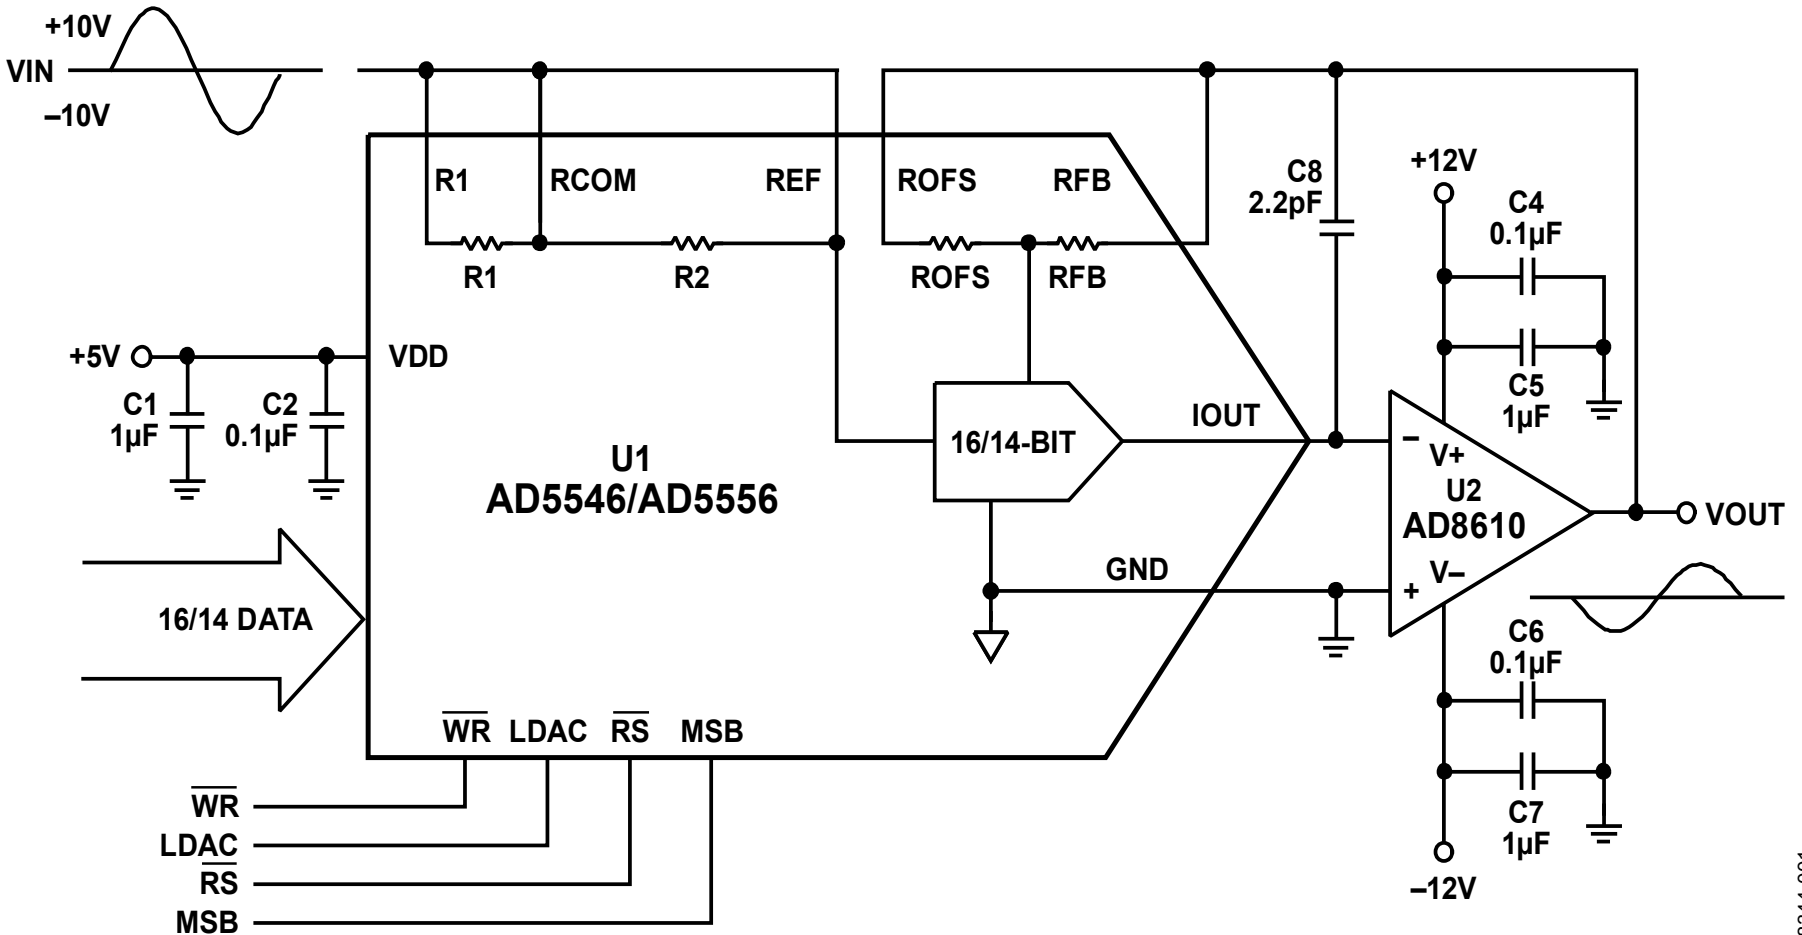 +10V
VIN
–10V
R1
RCOM
REF
ROFS
RFB
R1
R2
ROFS
RFB
C8
2.2pF
+12V
C4
0.1µF
C5
1µF
+5V
VDD
C1
1µF
C2
0.1µF
U1
AD5546/AD5556
16/14-BIT
IOUT
GND
–
V+
U2
AD8610
V–
+
VOUT
16/14 DATA
C6
0.1µF
C7
1µF
–12V
WR
LDAC
RS
MSB
WR
LDAC
RS
MSB